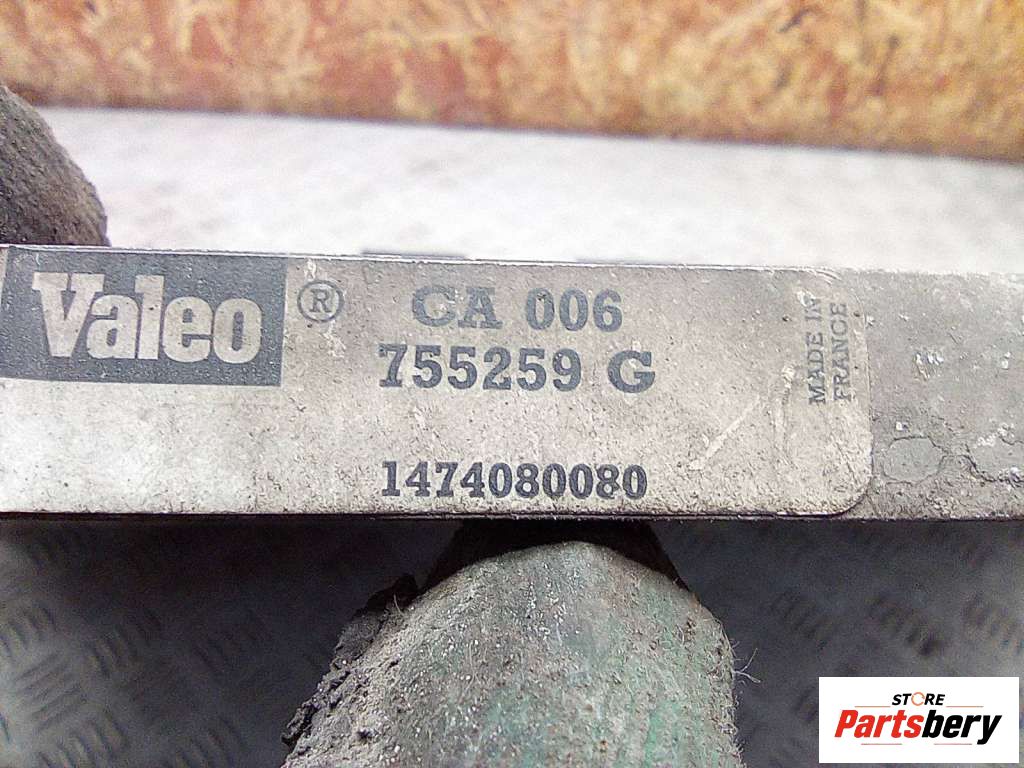 Valeo ® CA 006
755259 G
1474080080
MADE IN
FRANCE
STORE
Partsbery